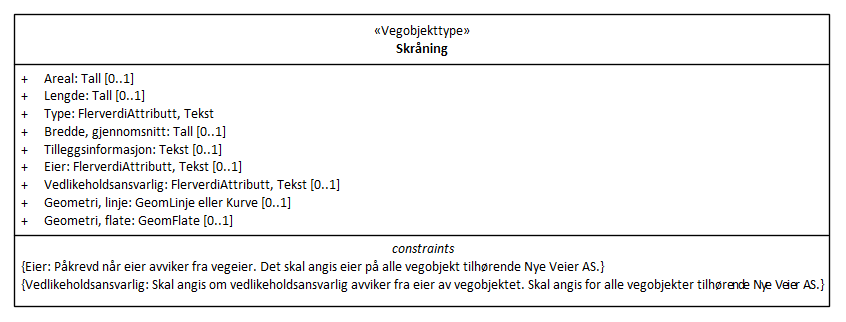 «Vegobjekttype»
Skråning
+ Areal: Tall [0..1]
+ Lengde: Tall [0..1]
+ Type: FlerverdiAttributt, Tekst
+ Bredde, gjennomsnitt: Tall [0..1]
+ Tilleggsinformasjon: Tekst [0..1]
+ Eier: FlerverdiAttributt, Tekst [0..1]
+ Vedlikeholdsansvarlig: FlerverdiAttributt, Tekst [0..1]
+ Geometri, linje: GeomLinje eller Kurve [0..1]
+ Geometri, flate: GeomFlate [0..1]
constraints
{Eier: Påkrevd når eier avviker fra vegeier. Det skal angis eier på alle vegobjekt tilhørende Nye Veier AS.}
{Vedlikeholdsansvarlig: Skal angis om vedlikeholdsansvarlig avviker fra eier av vegobjektet. Skal angis for alle vegobjekter tilhørende Nye Veier AS.}